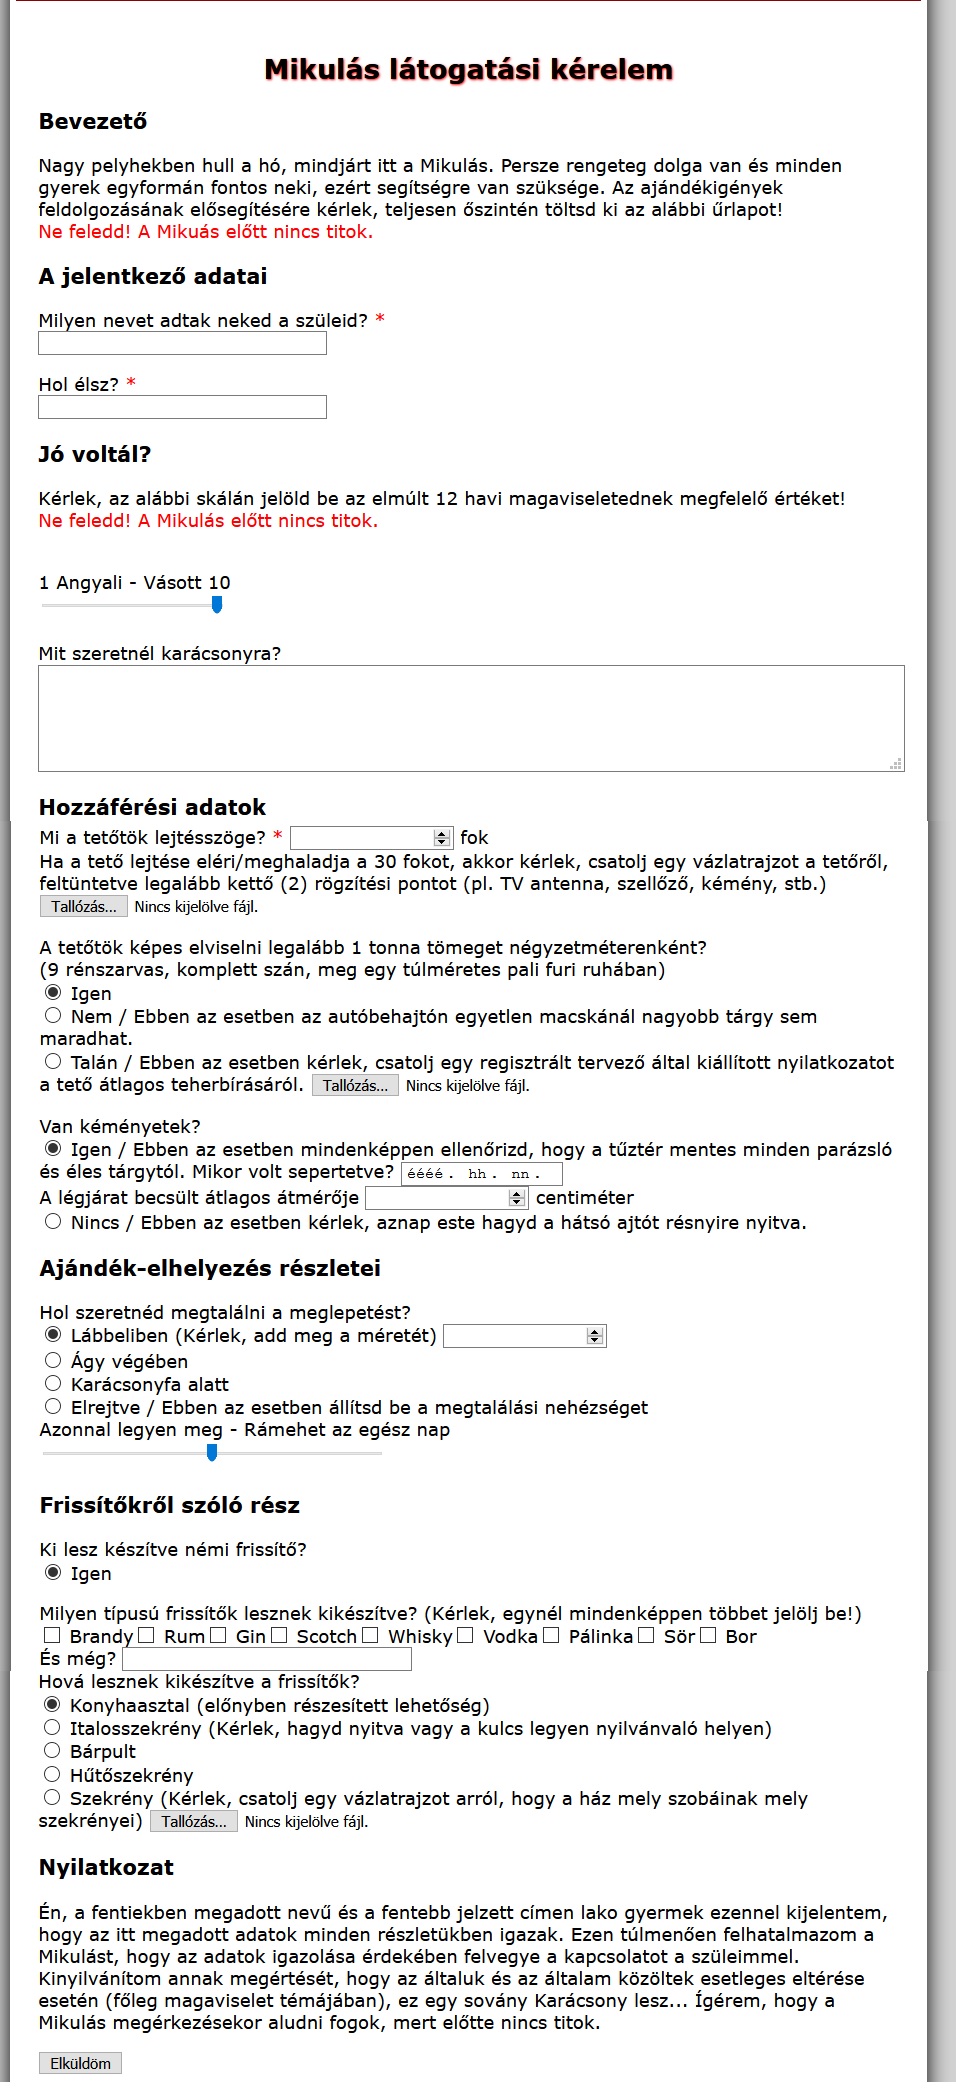 Mikulás látogatási kérelem
Bevezető
Nagy pelyhekben hull a hó, mindjárt itt a Mikulás. Persze rengeteg dolga van és minden
gyerek egyformán fontos neki, ezért segítségre van szüksége. Az ajándékigények
feldolgozásának elősegítésére kérlek, teljesen őszintén töltsd ki az alábbi űrlapot!
Ne feledd! A Mikuás előtt nincs titok.
A jelentkező adatai
Milyen nevet adtak neked a szüleid? *
Hol élsz? *
Jó voltál?
Kérlek, az alábbi skálán jelöld be az elmúlt 12 havi magaviseletednek megfelelő értéket!
Ne feledd! A Mikulás előtt nincs titok.
1 Angyali - Vásott 10
Mit szeretnél karácsonyra?
Hozzáférési adatok
Mi a tetőtök lejtésszöge? * fok
Ha a tető lejtése eléri/meghaladja a 30 fokot, akkor kérlek, csatolj egy vázlatrajzot a tetőről,
feltüntetve legalább kettő (2) rögzítési pontot (pl. TV antenna, szellőző, kémény, stb.)
Tallózás... Nincs kijelölve fájl.
A tetőtök képes elviselni legalább 1 tonna tömeget négyzetméterenként?
(9 rénszarvas, komplett szán, meg egy túlméretes pali furi ruhában)
Igen
Nem / Ebben az esetben az autóbehajtón egyetlen macskánál nagyobb tárgy sem
maradhat.
Talán / Ebben az esetben kérlek, csatolj egy regisztrált tervező által kiállított nyilatkozatot
a tető átlagos teherbírásáról. Tallózás... Nincs kijelölve fájl.
Van kéményetek?
Igen / Ebben az esetben mindenképpen ellenőrizd, hogy a tűztér mentes minden parázsló
és éles tárgytól. Mikor volt sepertetve? éééé. hh. nn.
A légjárat becsült átlagos átmérője centiméter
Nincs / Ebben az esetben kérlek, aznap este hagyd a hátsó ajtót résnyire nyitva.
Ajándék-elhelyezés részletei
Hol szeretnéd megtalálni a meglepetést?
Lábbeliben (Kérlek, add meg a méretét)
Ágy végében
Karácsonyfa alatt
Elrejtve / Ebben az esetben állítsd be a megtalálási nehézséget
Azonnal legyen meg - Rámehet az egész nap
Frissítőkről szóló rész
Ki lesz készítve némi frissítő?
Igen
Milyen típusú frissítők lesznek kikészítve? (Kérlek, egynél mindenképpen többet jelölj be!)
Brandy Rum Gin Scotch Whisky Vodka Pálinka Sör Bor
És még?
Hová lesznek kikészítve a frissítők?
Konyhaasztal (előnyben részesített lehetőség)
Italosszekrény (Kérlek, hagyd nyitva vagy a kulcs legyen nyilvánvaló helyen)
Bárpult
Hűtőszekrény
Szekrény (Kérlek, csatolj egy vázlatrajzot arról, hogy a ház mely szobáinak mely
szekrényei) Tallózás... Nincs kijelölve fájl.
Nyilatkozat
Én, a fentiekben megadott nevű és a fentebb jelzett címen lako gyermek ezennel kijelentem,
hogy az itt megadott adatok minden részletükben igazak. Ezen túlmenően felhatalmazom a
Mikulást, hogy az adatok igazolása érdekében felvegye a kapcsolatot a szüleimmel.
Kinyilvánítom annak megértését, hogy az általuk és az általam közöltek esetleges eltérése
esetén (főleg magaviselet témájában), ez egy sovány Karácsony lesz... Ígérem, hogy a
Mikulás megérkezésekor aludni fogok, mert előtte nincs titok.
Elküldöm